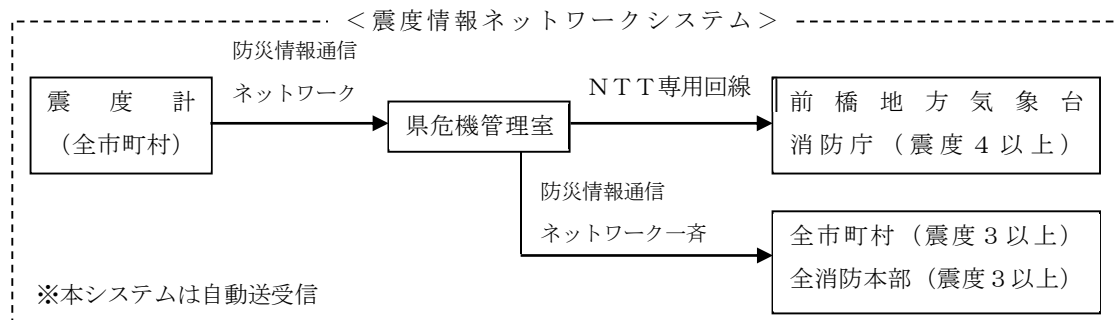 ＜震度情報ネットワークシステム＞
防災情報通信
ネットワーク
震度計
（全市町村）
県危機管理室
ＮＴＴ専用回線
前橋地方気象台
消防庁（震度４以上）
防災情報通信
ネットワーク一斉
全市町村（震度３以上）
全消防本部（震度３以上）
※本システムは自動送受信